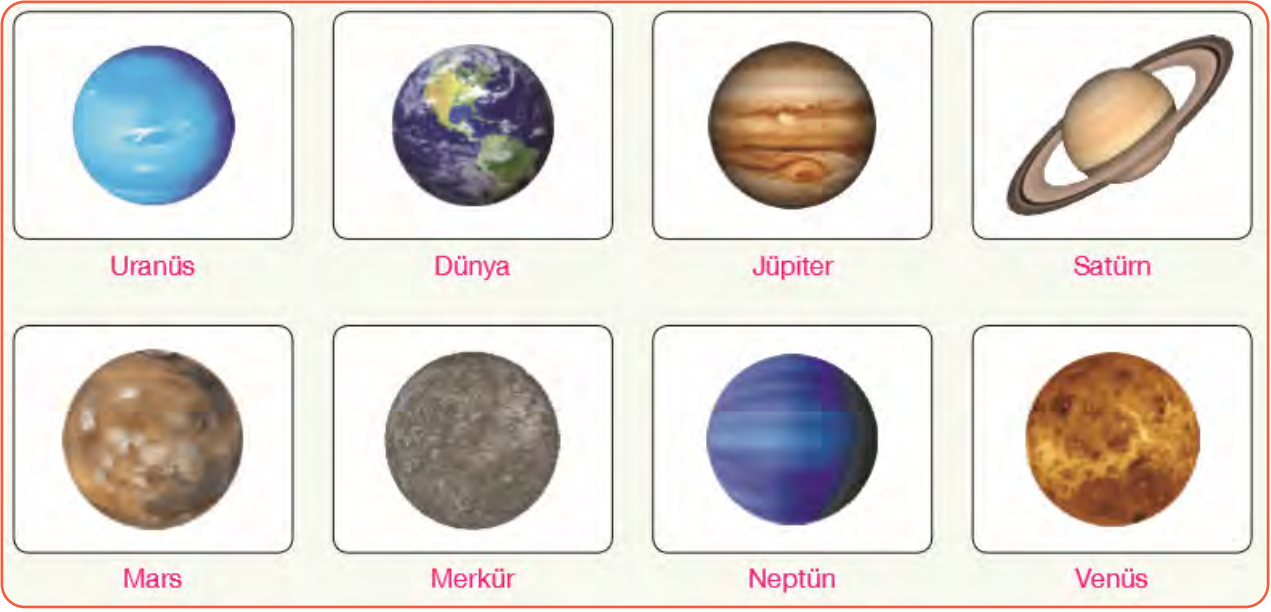 Uranüs
Dünya
Jüpiter
Satürn
Mars
Merkür
Neptün
Venüs